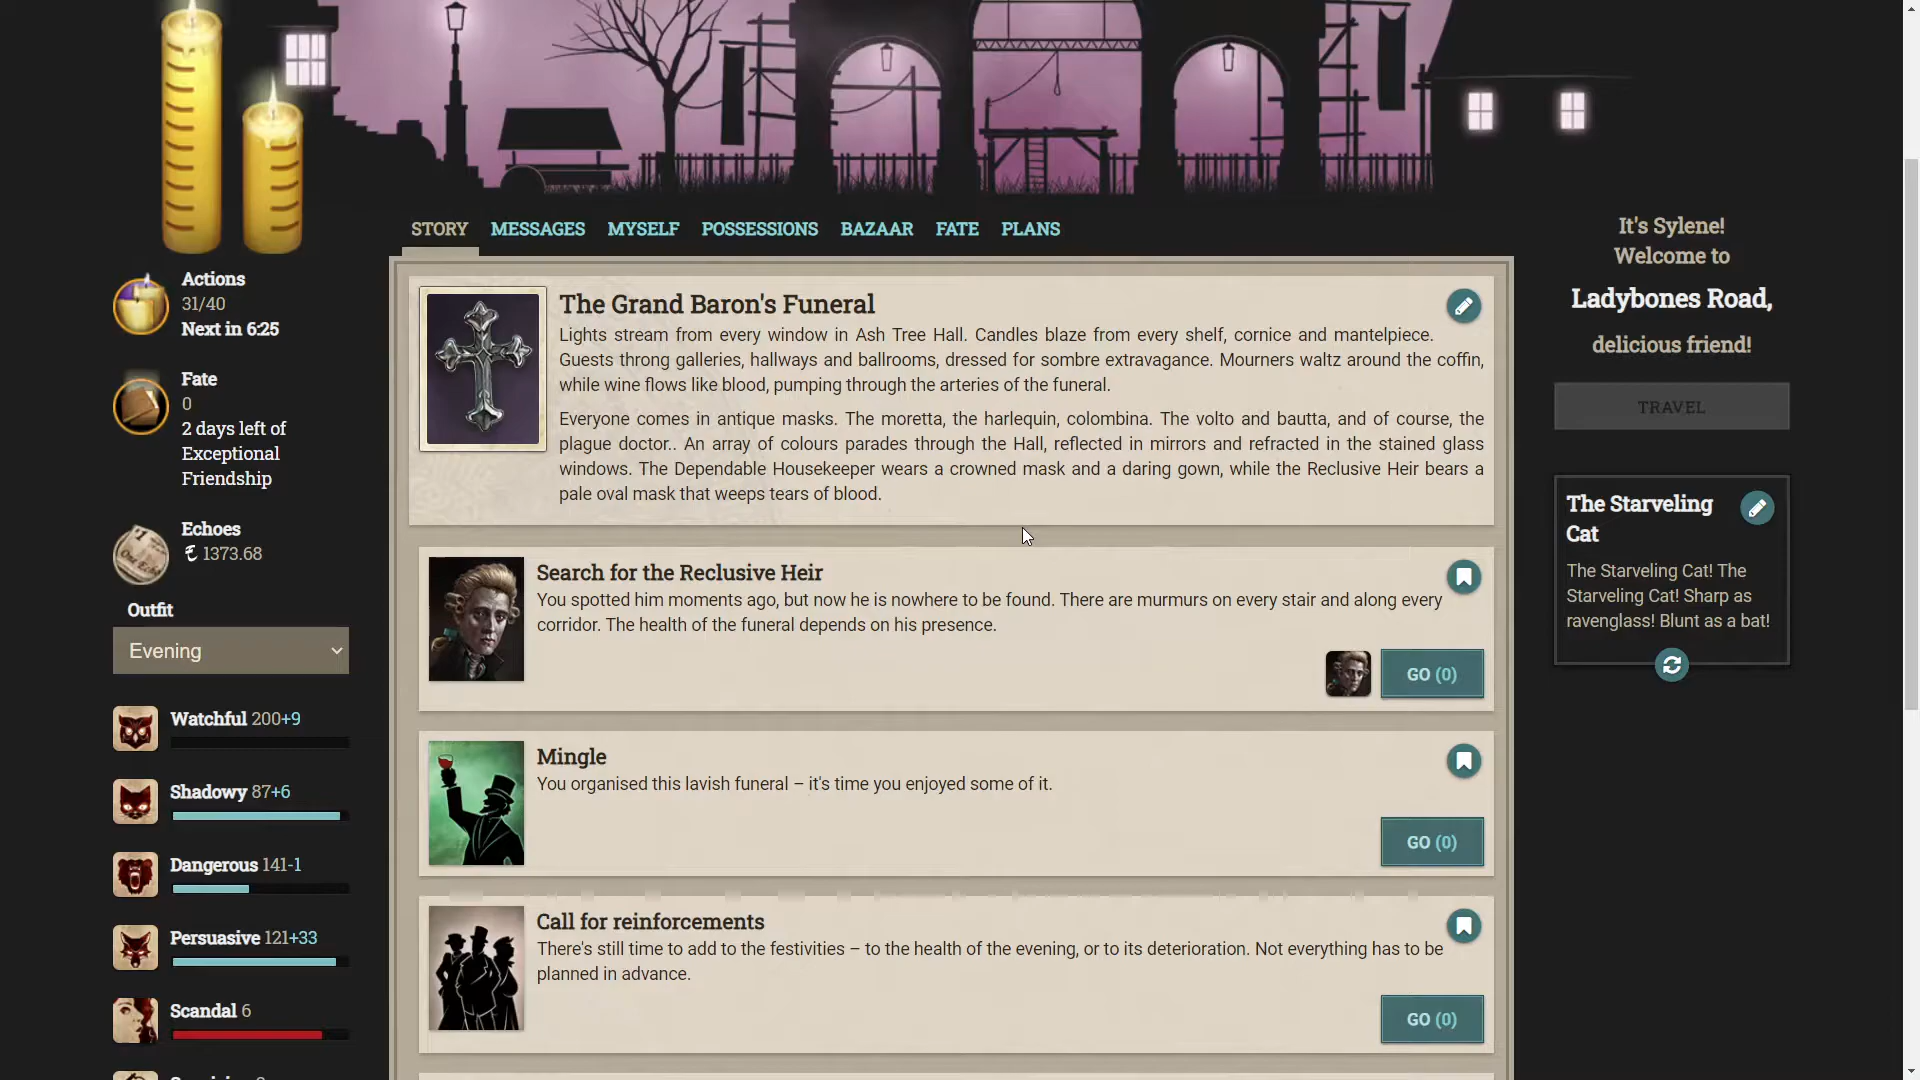 STORY MESSAGES MYSELF POSSESSIONS BAZAAR FATE PLANS
Actions
31/40
Next in 6:25
Fate
0
2 days left of
Exceptional
Friendship
Echoes
1373.68
Outfit
Evening
Watchful 200+9
Shadowy 87+6
Dangerous 141-1
Persuasive 121+33
Scandal 6
The Grand Baron's Funeral
Lights stream from every window in Ash Tree Hall. Candles blaze from every shelf, cornice and mantelpiece.
Guests throng galleries, hallways and ballrooms, dressed for sombre extravagance. Mourners waltz around the coffin,
while wine flows like blood, pumping through the arteries of the funeral.
Everyone comes in antique masks. The moretta, the harlequin, colombina. The volto and bautta, and of course, the
plague doctor.. An array of colours parades through the Hall, reflected in mirrors and refracted in the stained glass
windows. The Dependable Housekeeper wears a crowned mask and a daring gown, while the Reclusive Heir bears a
pale oval mask that weeps tears of blood.
Search for the Reclusive Heir
You spotted him moments ago, but now he is nowhere to be found. There are murmurs on every stair and along every
corridor. The health of the funeral depends on his presence.
GO (0)
Mingle
You organised this lavish funeral – it's time you enjoyed some of it.
GO (0)
Call for reinforcements
There's still time to add to the festivities – to the health of the evening, or to its deterioration. Not everything has to be
planned in advance.
GO (0)
It's Sylene!
Welcome to
Ladybones Road,
delicious friend!
TRAVEL
The Starveling
Cat
The Starveling Cat! The
Starveling Cat! Sharp as
ravenglass! Blunt as a bat!